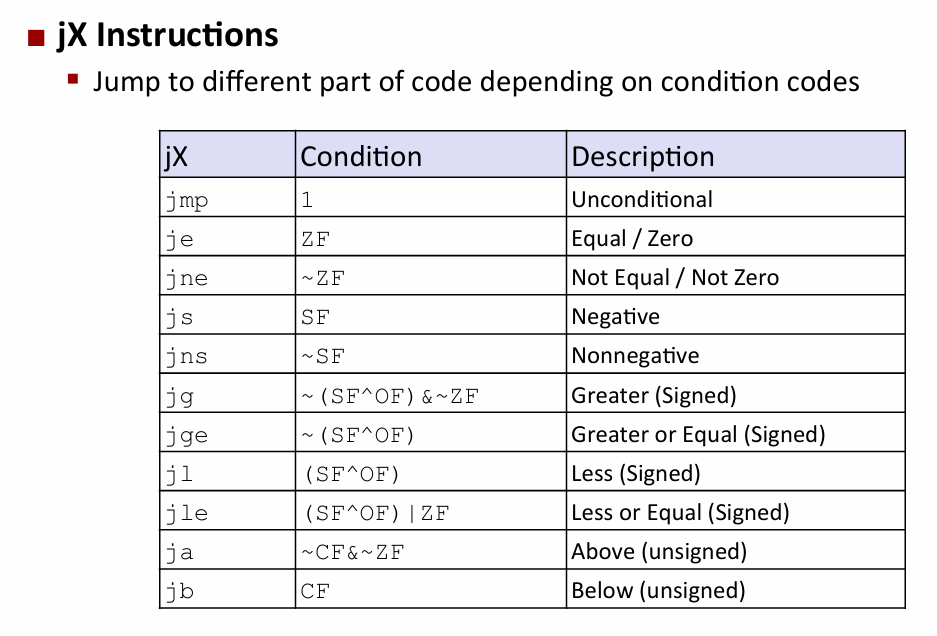 jX Instructions
Jump to different part of code depending on condition codes
jX Condition Description
jmp 1 Unconditional
je ZF Equal / Zero
jne ~ZF Not Equal / Not Zero
js SF Negative
jns ~SF Nonnegative
jg ~(SF^OF)&~ZF Greater (Signed)
jge ~(SF^OF) Greater or Equal (Signed)
jl (SF^OF) Less (Signed)
jle (SF^OF)|ZF Less or Equal (Signed)
ja ~CF&~ZF Above (unsigned)
jb CF Below (unsigned)